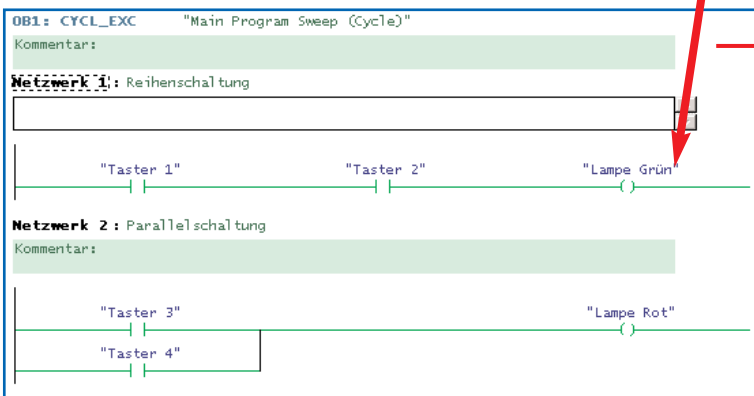 OB1: CYCL_EXC "Main Program Sweep (Cycle)"
Kommentar:
Netzwerk 1: Reihenschaltung
"Taster 1" "Taster 2" "Lampe Grün"
Netzwerk 2: Parallelschaltung
Kommentar:
"Taster 3" "Lampe Rot"
"Taster 4"